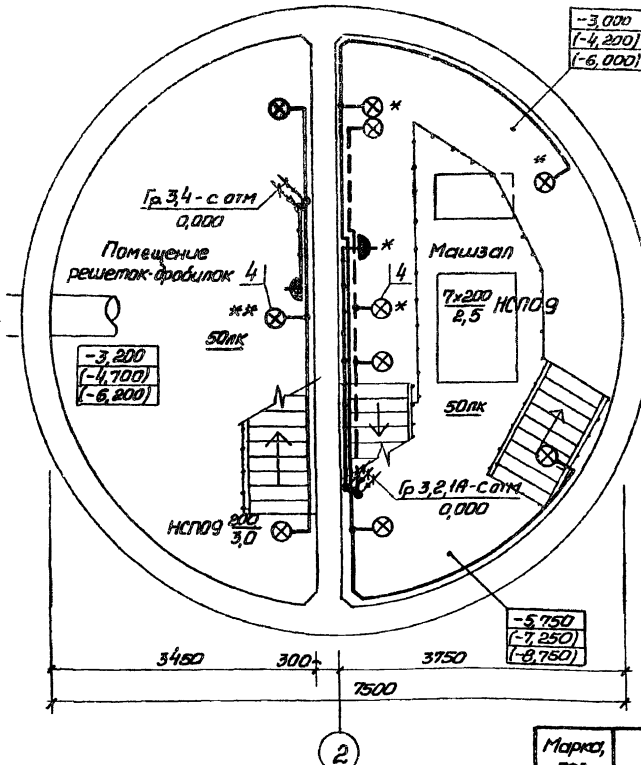 -3,000
(-4,200)
(-6,000)
*
*
Гр 3,4 - с отм
0,000
Помещение
решеток-дробилок
4
**
50лк
*
Машзал
4
*
7×200
2,5
НСП09
50лк
-3,200
(-4,700)
(-6,200)
Гр 3,2,1А - с отм
0,000
НСП09
200
3,0
-5,750
(-7,250)
(-8,750)
3450
300
3750
7500
2
Марка,